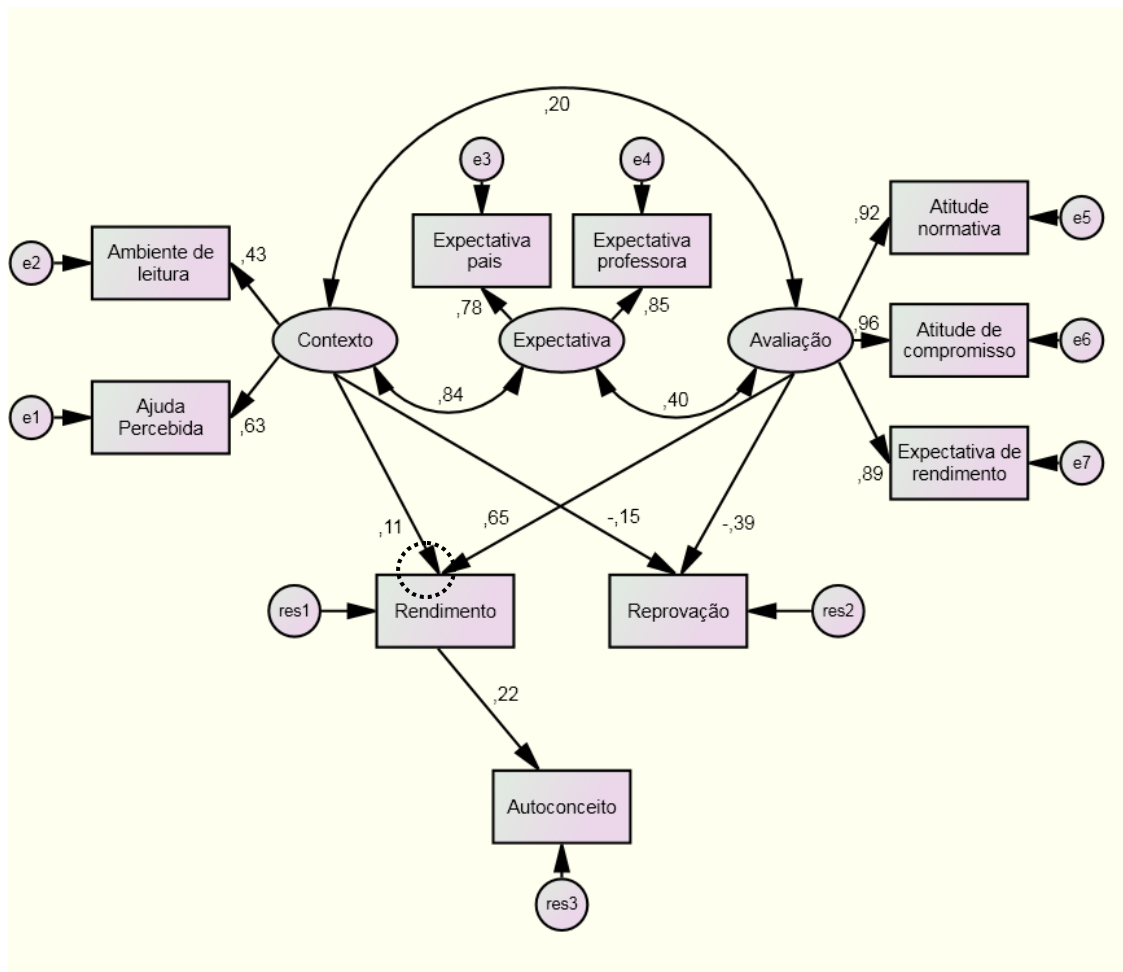 ,20
e3
e4
,92
Atitude
normativa
e5
Expectativa
pais
Expectativa
professora
Ambiente de
leitura
,43
e2
,78
,85
Contexto
Expectativa
Avaliação
,96
Atitude de
compromisso
e6
,84
,40
Ajuda
Percebida
e1
,63
Expectativa de
rendimento
e7
,89
,11
,65
-,15
-,39
res1
Rendimento
Reprovação
res2
,22
Autoconceito
res3